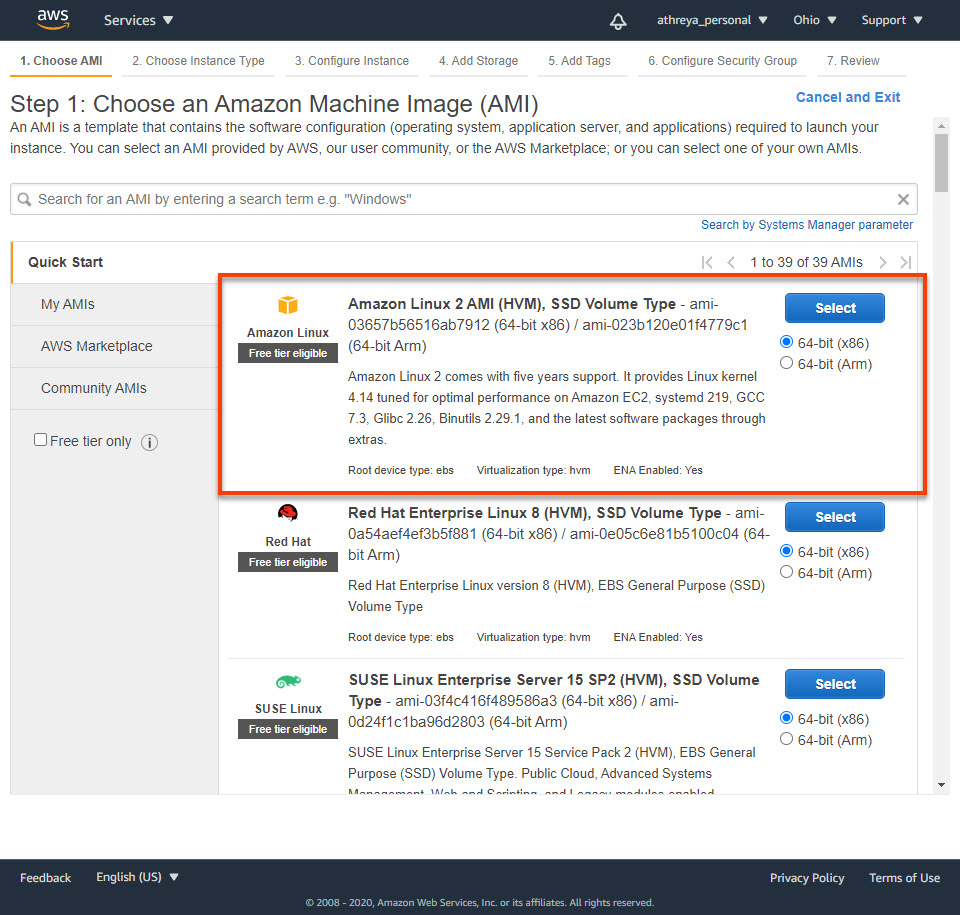 aws
Services
athreya_personal
Ohio
Support
1. Choose AMI
2. Choose Instance Type
3. Configure Instance
4. Add Storage
5. Add Tags
6. Configure Security Group
7. Review
Step 1: Choose an Amazon Machine Image (AMI)
Cancel and Exit
An AMI is a template that contains the software configuration (operating system, application server, and applications) required to launch your
instance. You can select an AMI provided by AWS, our user community, or the AWS Marketplace; or you can select one of your own AMIs.
Search for an AMI by entering a search term e.g. "Windows"
Search by Systems Manager parameter
Quick Start
1 to 39 of 39 AMIs
My AMIs
AWS Marketplace
Community AMIs
Free tier only
i
Amazon Linux
Free tier eligible
Amazon Linux 2 AMI (HVM), SSD Volume Type - ami-
03657b56516ab7912 (64-bit x86) / ami-023b120e01f4779c1
(64-bit Arm)
Amazon Linux 2 comes with five years support. It provides Linux kernel
4.14 tuned for optimal performance on Amazon EC2, systemd 219, GCC
7.3, Glibc 2.26, Binutils 2.29.1, and the latest software packages through
extras.
Root device type: ebs
Virtualization type: hvm
ENA Enabled: Yes
Select
64-bit (x86)
64-bit (Arm)
Red Hat
Free tier eligible
Red Hat Enterprise Linux 8 (HVM), SSD Volume Type - ami-
0a54aef4ef3b5f881 (64-bit x86) / ami-0e05c6e81b5100c04 (64-
bit Arm)
Red Hat Enterprise Linux version 8 (HVM), EBS General Purpose (SSD)
Volume Type
Root device type: ebs
Virtualization type: hvm
ENA Enabled: Yes
Select
64-bit (x86)
64-bit (Arm)
SUSE Linux
Free tier eligible
SUSE Linux Enterprise Server 15 SP2 (HVM), SSD Volume
Type - ami-03f4c416f489586a3 (64-bit x86) / ami-
0d24f1c1ba96d2803 (64-bit Arm)
SUSE Linux Enterprise Server 15 Service Pack 2 (HVM), EBS General
Purpose (SSD) Volume Type. Public Cloud, Advanced Systems
Management, Web and Scripting, and Legacy modules enabled.
Select
64-bit (x86)
64-bit (Arm)
Feedback
English (US)
Privacy Policy
Terms of Use
© 2008 - 2020, Amazon Web Services, Inc. or its affiliates. All rights reserved.